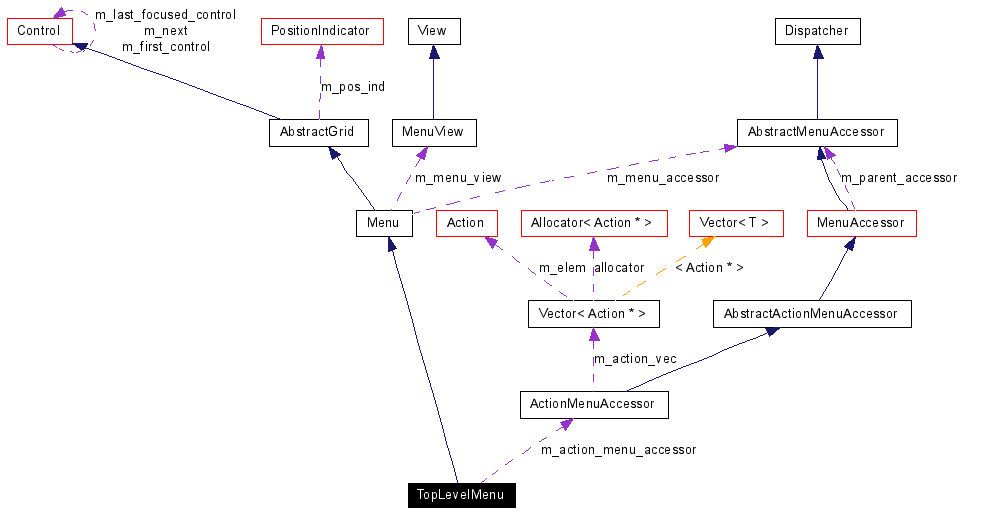 m_last_focused_control
Control
PositionIndicator
View
Dispatcher
m_next
m_first_control
m_pos_ind
AbstractGrid
MenuView
AbstractMenuAccessor
m_menu_view
m_menu_accessor
m_parent_accessor
Menu
Action
Allocator< Action * >
Vector< T >
MenuAccessor
m_elem
allocator
< Action * >
Vector< Action * >
AbstractActionMenuAccessor
m_action_vec
ActionMenuAccessor
m_action_menu_accessor
TopLevelMenu